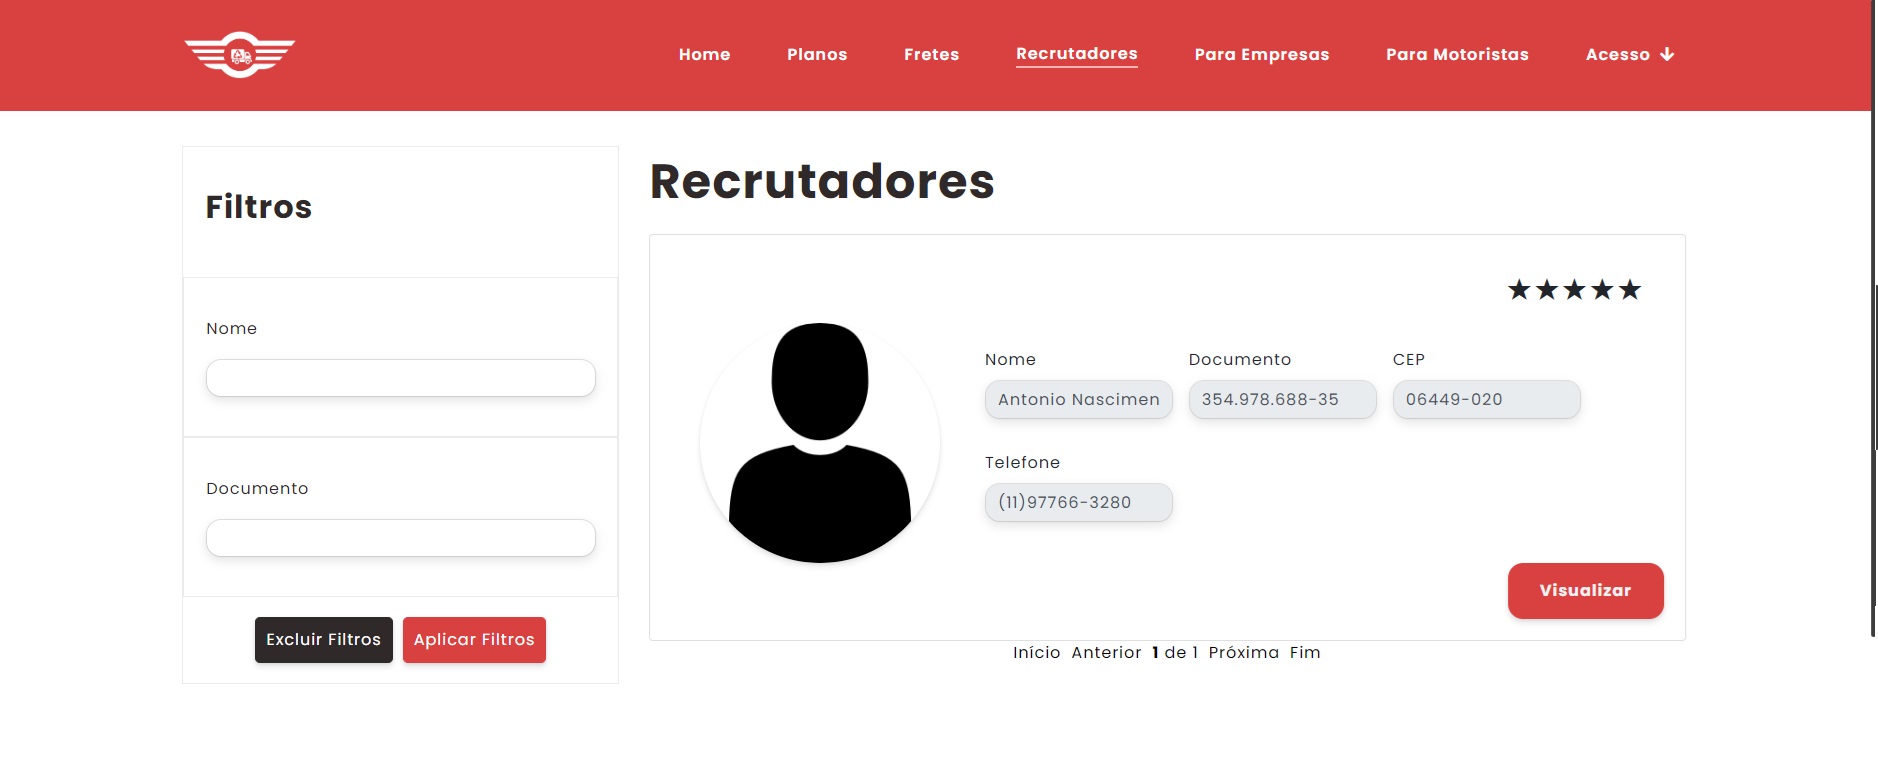 Home Planos Fretes Recrutadores Para Empresas Para Motoristas Acesso
Filtros
Nome
Documento
Excluir Filtros Aplicar Filtros
Recrutadores
★★★★★
Nome Documento CEP
Antonio Nascimen 354.978.688-35 06449-020
Telefone
(11)97766-3280
Visualizar
Início Anterior 1 de 1 Próxima Fim